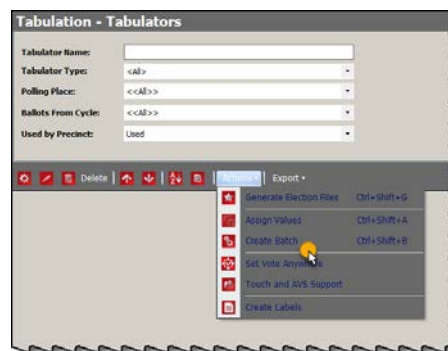 Tabulation - Tabulators
Tabulator Name:
Tabulator Type: <All>
Polling Place: <<All>>
Ballots From Cycle: <<All>>
Used by Precinct: Used
Delete Actions Export
Generate Election Files Ctrl+Shift+G
Assign Values Ctrl+Shift+A
Create Batch Ctrl+Shift+B
Set Vote Anywhere
Touch and AVS Support
Create Labels